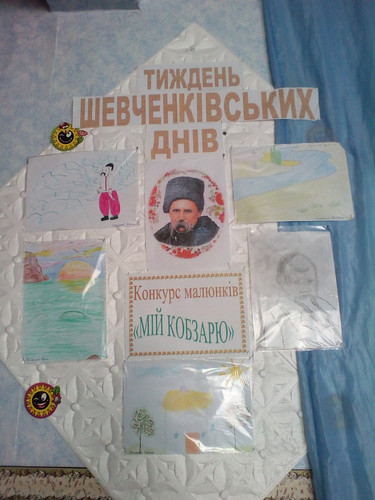 ТИЖДЕНЬ
ШЕВЧЕНКІВСЬКИХ
ДНІВ
Конкурс малюнків
«МІЙ КОБЗАРЮ»